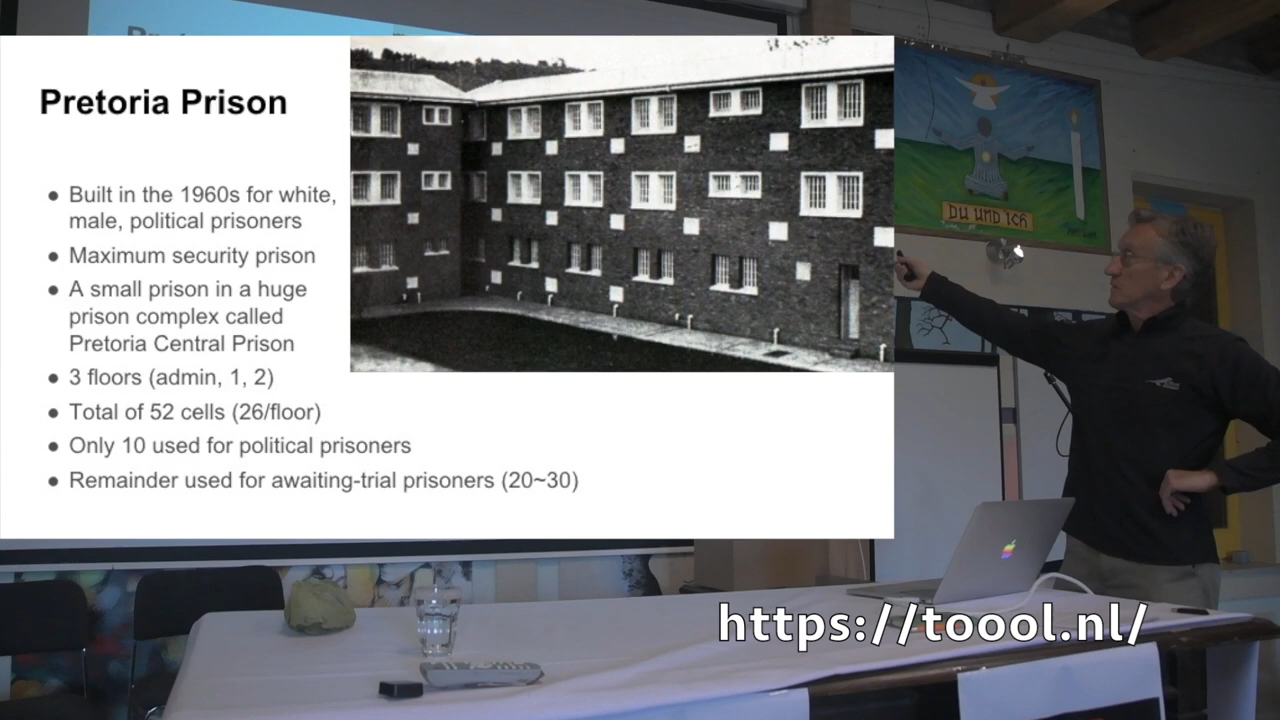 Pretoria Prison
● Built in the 1960s for white,
male, political prisoners
● Maximum security prison
● A small prison in a huge
prison complex called
Pretoria Central Prison
● 3 floors (admin, 1, 2)
● Total of 52 cells (26/floor)
● Only 10 used for political prisoners
● Remainder used for awaiting-trial prisoners (20~30)
DU UND ICH
https://toool.nl/